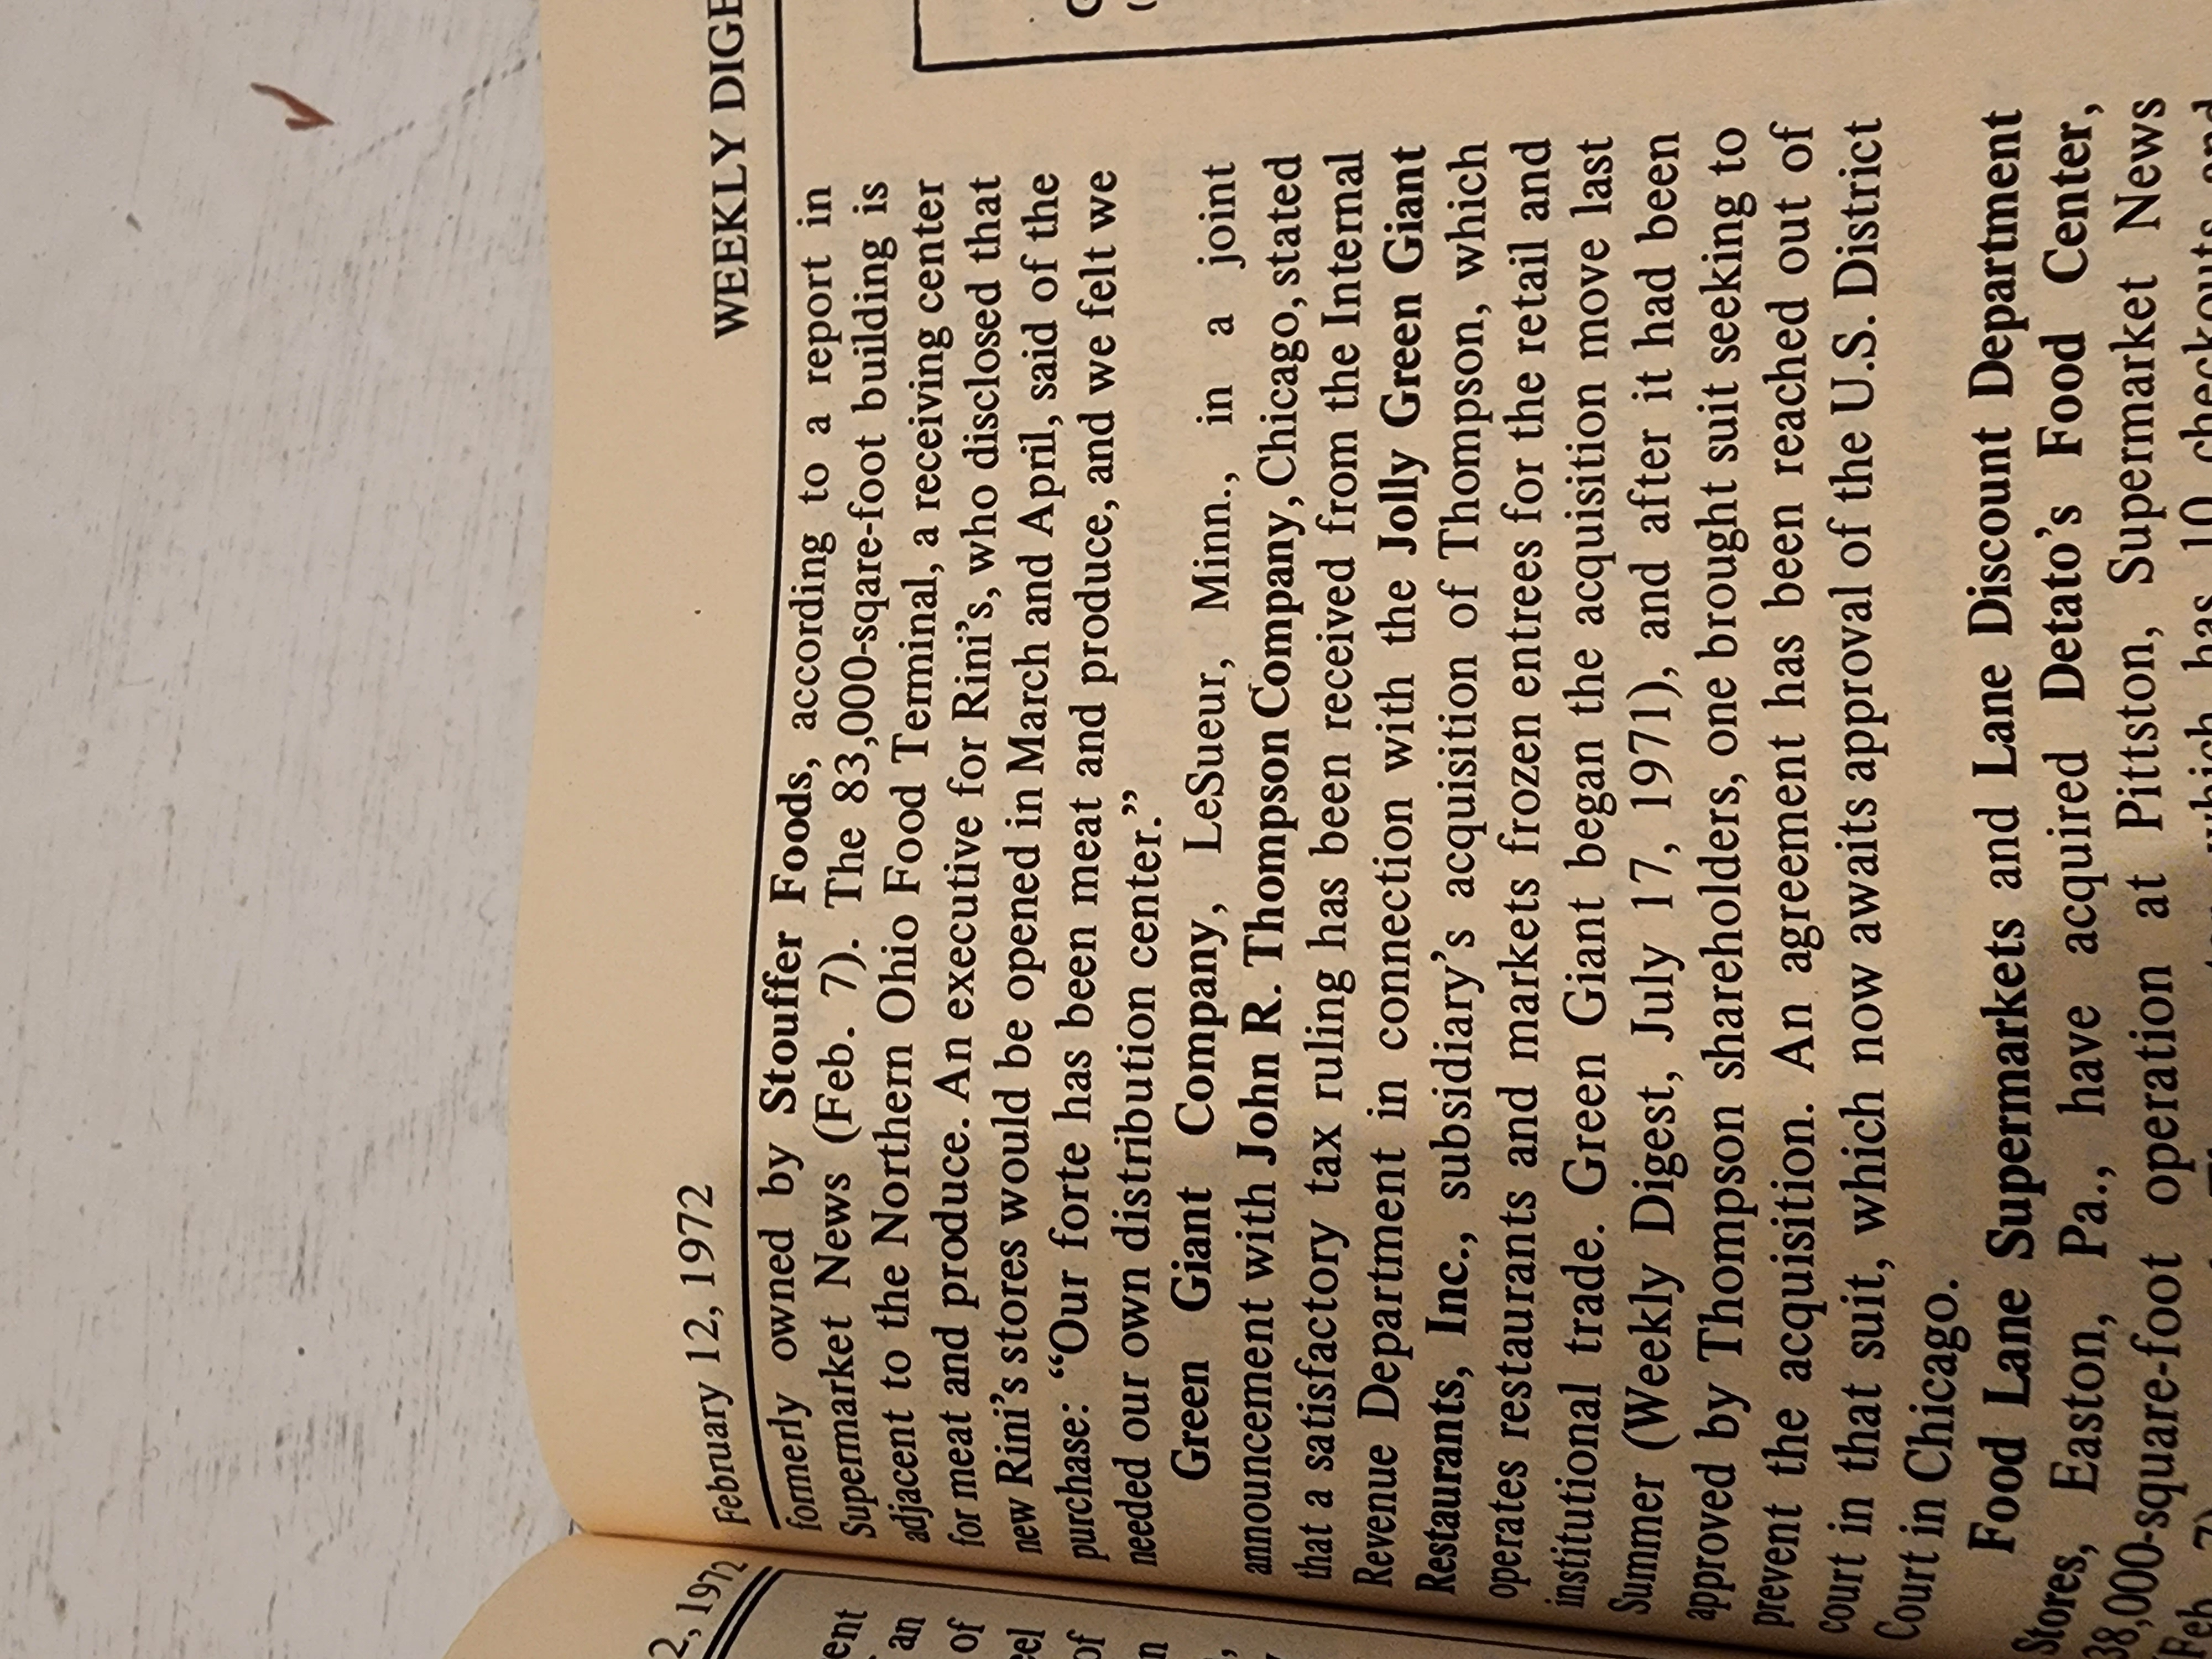 February 12, 1972
WEEKLY
formerly owned by Stouffer Foods, according to a report in
Supermarket News (Feb. 7). The 83,000-sqare-foot building is
adjacent to the Northern Ohio Food Terminal, a receiving center
for meat and produce. An executive for Rini's, who disclosed that
new Rini's stores would be opened in March and April, said of the
purchase: “Our forte has been meat and produce, and we felt we
needed our own distribution center.”
Green Giant Company, LeSueur, Minn., in a joint
announcement with John R. Thompson Company, Chicago, stated
that a satisfactory tax ruling has been received from the Internal
Revenue Department in connection with the Jolly Green Giant
Restaurants, Inc., subsidiary's acquisition of Thompson, which
operates restaurants and markets frozen entrees for the retail and
institutional trade. Green Giant began the acquisition move last
Summer (Weekly Digest, July 17, 1971), and after it had been
approved by Thompson shareholders, one brought suit seeking to
prevent the acquisition. An agreement has been reached out of
court in that suit, which now awaits approval of the U.S. District
Court in Chicago.
Food Lane Supermarkets and Lane Discount Department
Stores, Easton, Pa., have acquired Detato's Food Center,
38,000-square-foot operation at Pittston, Supermarket News
which has 10 checkouts and
2, 1972
an
of
of